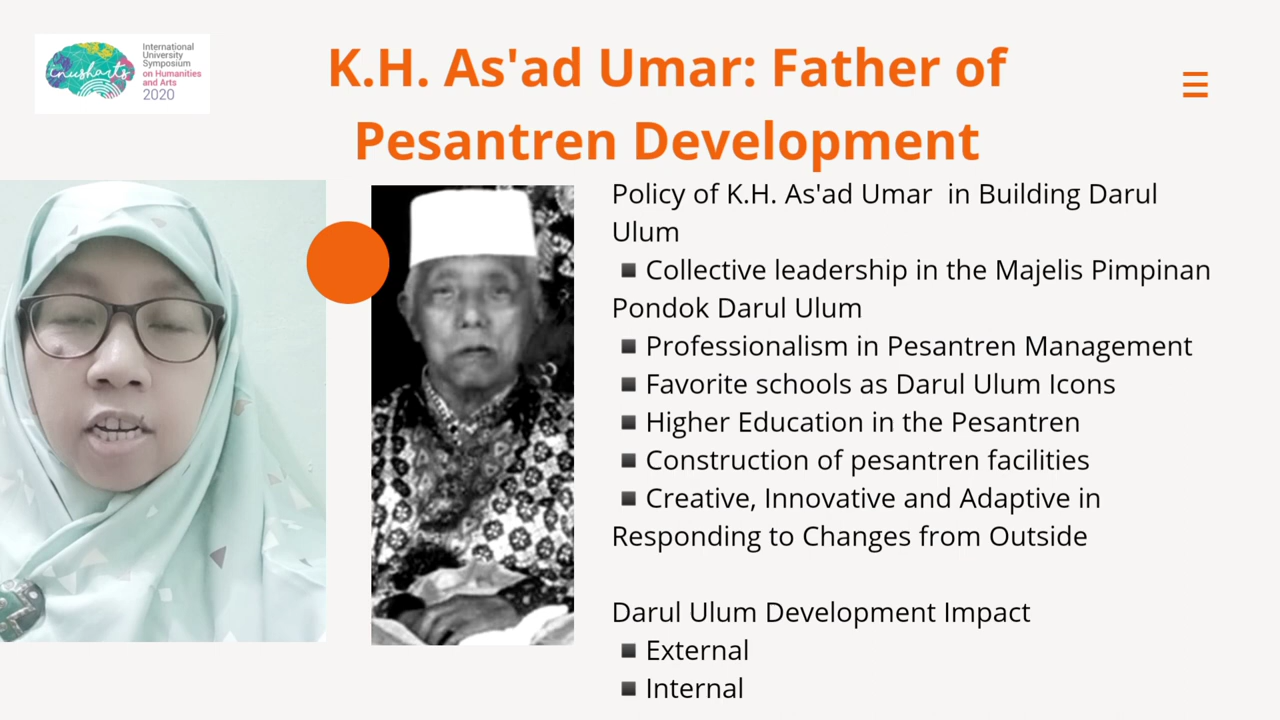 inusharts
International
University
Symposium
on Humanities
and Arts
2020
K.H. As'ad Umar: Father of
Pesantren Development
Policy of K.H. As'ad Umar in Building Darul
Ulum
▪ Collective leadership in the Majelis Pimpinan
Pondok Darul Ulum
▪ Professionalism in Pesantren Management
▪ Favorite schools as Darul Ulum Icons
▪ Higher Education in the Pesantren
▪ Construction of pesantren facilities
▪ Creative, Innovative and Adaptive in
Responding to Changes from Outside
Darul Ulum Development Impact
▪ External
▪ Internal